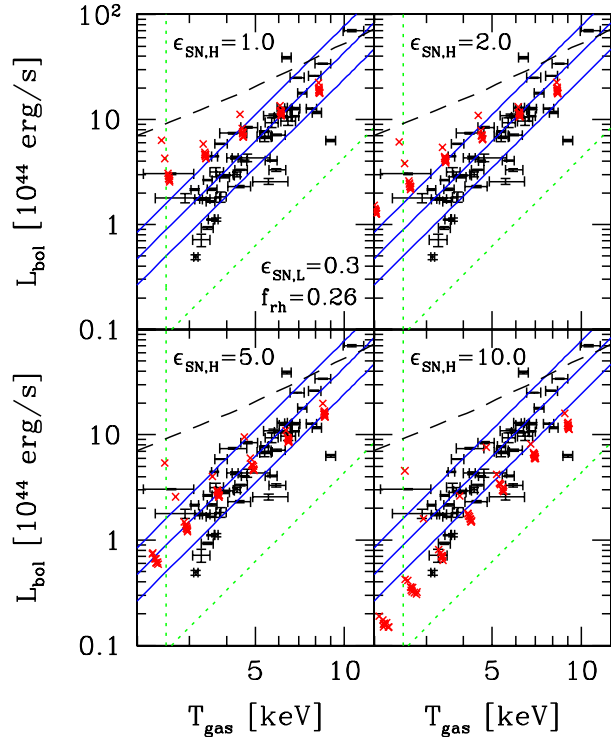 10²
ε_SN,H=1.0
ε_SN,H=2.0
10
L_bol [10⁴⁴ erg/s]
1
ε_SN,L=0.3
f_rh=0.26
0.1
ε_SN,H=5.0
ε_SN,H=10.0
10
L_bol [10⁴⁴ erg/s]
1
0.1
5 10 5 10
T_gas [keV] T_gas [keV]